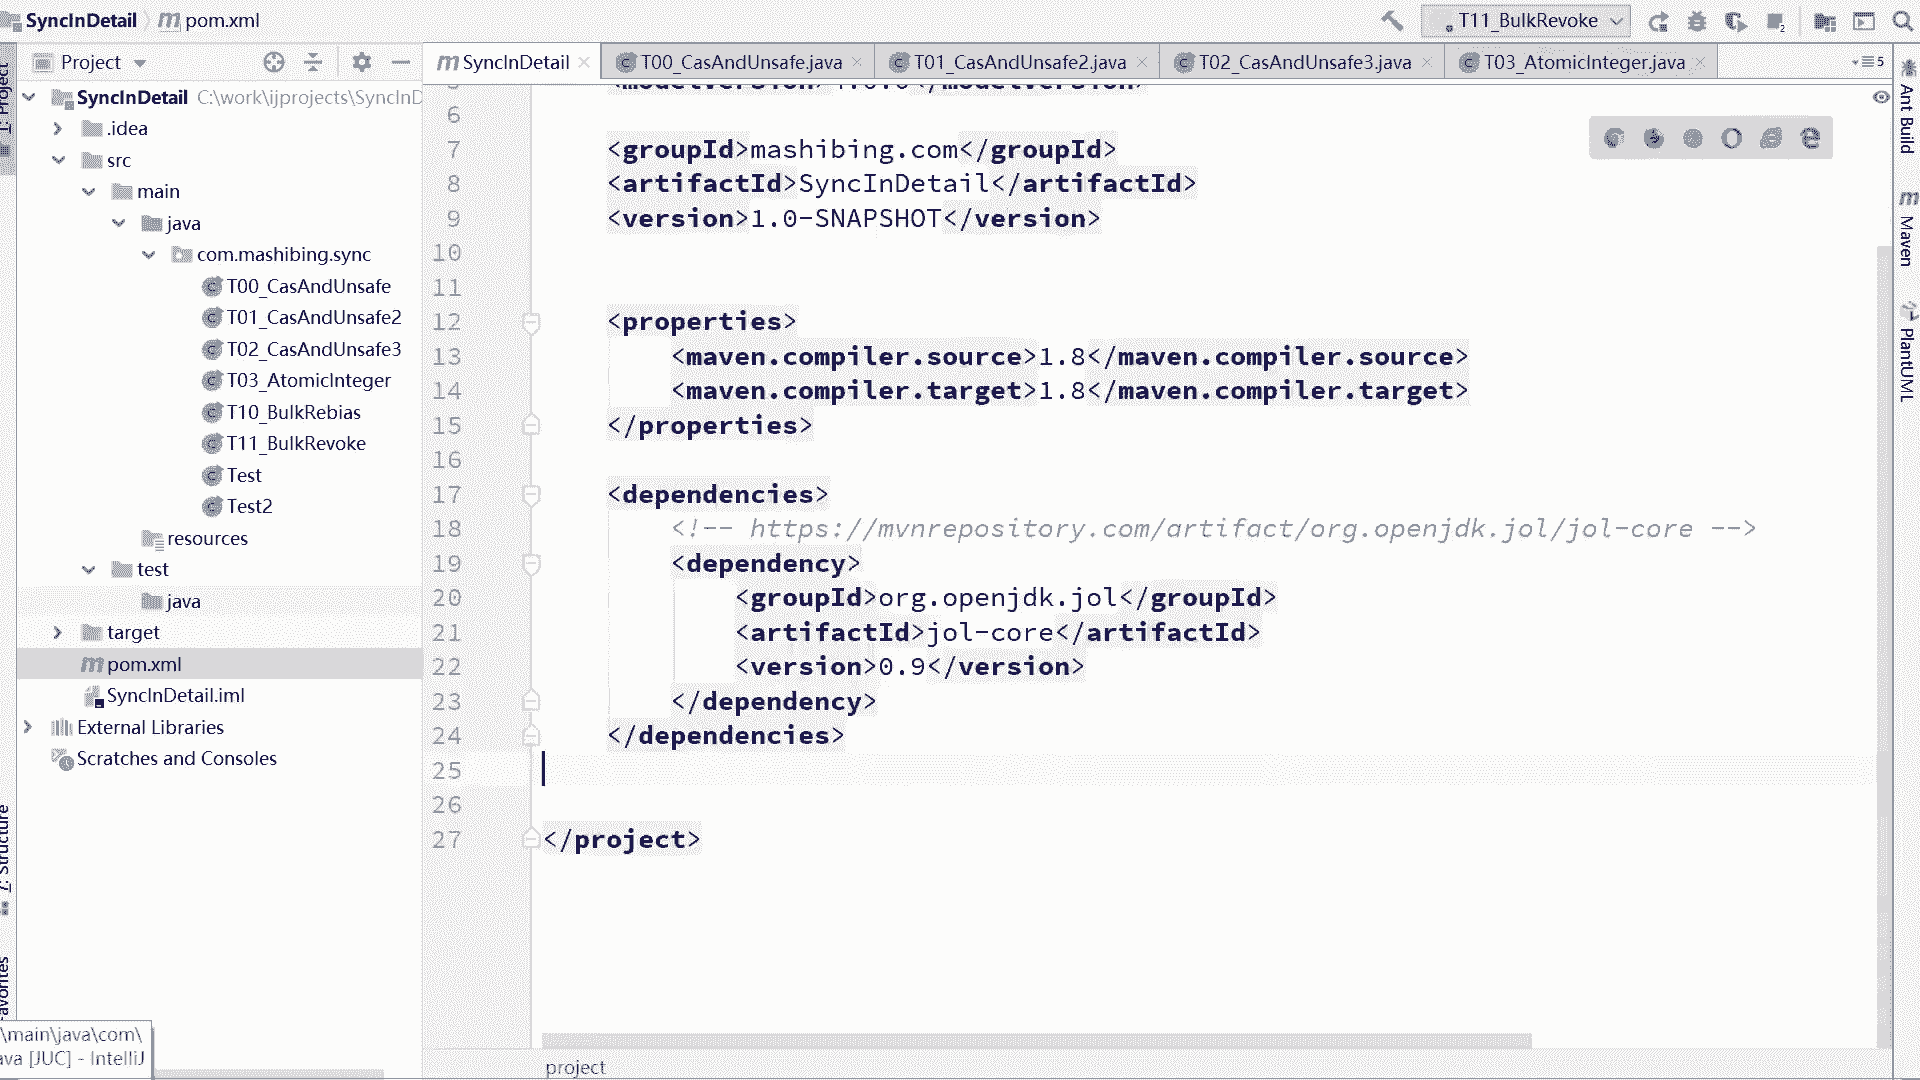 SyncInDetail
pom.xml
T11_BulkRevoke
Project
SyncInDetail
T00_CasAndUnsafe.java
T01_CasAndUnsafe2.java
T02_CasAndUnsafe3.java
T03_AtomicInteger.java
5
1: Project
SyncInDetail C:\work\ijprojects\SyncInD
.idea
src
main
java
com.mashibing.sync
T00_CasAndUnsafe
T01_CasAndUnsafe2
T02_CasAndUnsafe3
T03_AtomicInteger
T10_BulkRebias
T11_BulkRevoke
Test
Test2
resources
test
java
target
pom.xml
SyncInDetail.iml
External Libraries
Scratches and Consoles
7: Structure
avorites
\main\java\com\
ava [JUC] - IntelliJ
6
7 <groupId>mashibing.com</groupId>
8 <artifactId>SyncInDetail</artifactId>
9 <version>1.0-SNAPSHOT</version>
10
11
12 <properties>
13 <maven.compiler.source>1.8</maven.compiler.source>
14 <maven.compiler.target>1.8</maven.compiler.target>
15 </properties>
16
17 <dependencies>
18 <!-- https://mvnrepository.com/artifact/org.openjdk.jol/jol-core -->
19 <dependency>
20 <groupId>org.openjdk.jol</groupId>
21 <artifactId>jol-core</artifactId>
22 <version>0.9</version>
23 </dependency>
24 </dependencies>
25
26
27 </project>
project
Ant Build
Maven
PlantUML